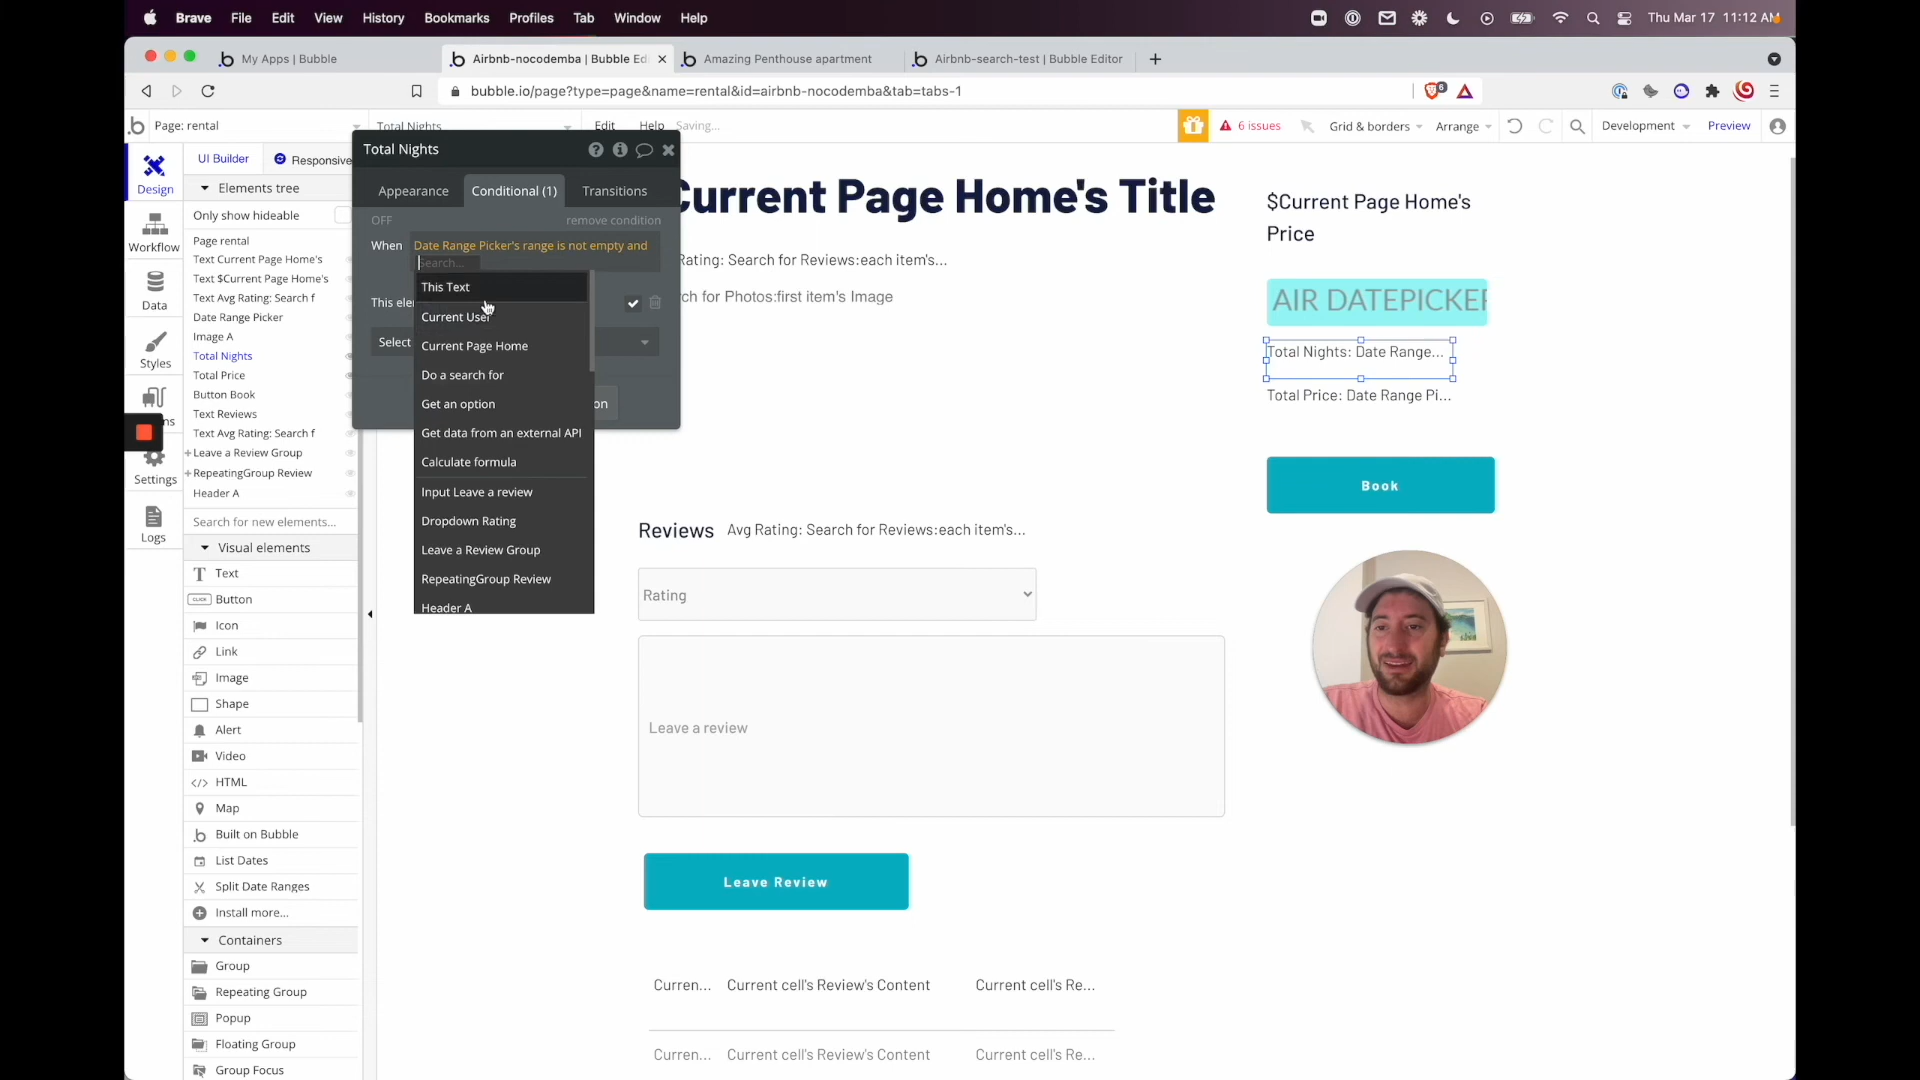 Brave File Edit View History Bookmarks Profiles Tab Window Help Thu Mar 17 11:12 AM
My Apps | Bubble
Airbnb-nocodemba | Bubble Edi
Amazing Penthouse apartment
Airbnb-search-test | Bubble Editor
bubble.io/page?type=page&name=rental&id=airbnb-nocodemba&tab=tabs-1
Page: rental
Total Nights
Edit
Help
Saving...
6 issues
Grid & borders
Arrange
Development
Preview
Design
Workflow
Data
Styles
ns
Settings
Logs
UI Builder
Responsive
Elements tree
Only show hideable
Page rental
Text Current Page Home's
Text $Current Page Home's
Text Avg Rating: Search f
Date Range Picker
Image A
Total Nights
Total Price
Button Book
Text Reviews
Text Avg Rating: Search f
Leave a Review Group
RepeatingGroup Review
Header A
Search for new elements...
Visual elements
Text
CLICK Button
Icon
Link
Image
Shape
Alert
Video
HTML
Map
Built on Bubble
List Dates
Split Date Ranges
Install more...
Containers
Group
Repeating Group
Popup
Floating Group
Group Focus
Total Nights
Appearance
Conditional (1)
Transitions
OFF
remove condition
When
Date Range Picker's range is not empty and
Search...
This ele
Select
on
This Text
Current User
Current Page Home
Do a search for
Get an option
Get data from an external API
Calculate formula
Input Leave a review
Dropdown Rating
Leave a Review Group
RepeatingGroup Review
Header A
Current Page Home's Title
Rating: Search for Reviews:each item's...
ch for Photos:first item's Image
$Current Page Home's
Price
AIR DATEPICKER
Total Nights: Date Range...
Total Price: Date Range Pi...
Book
Reviews
Avg Rating: Search for Reviews:each item's...
Rating
Leave a review
Leave Review
Curren... Current cell's Review's Content Current cell's Re...
Curren... Current cell's Review's Content Current cell's Re...